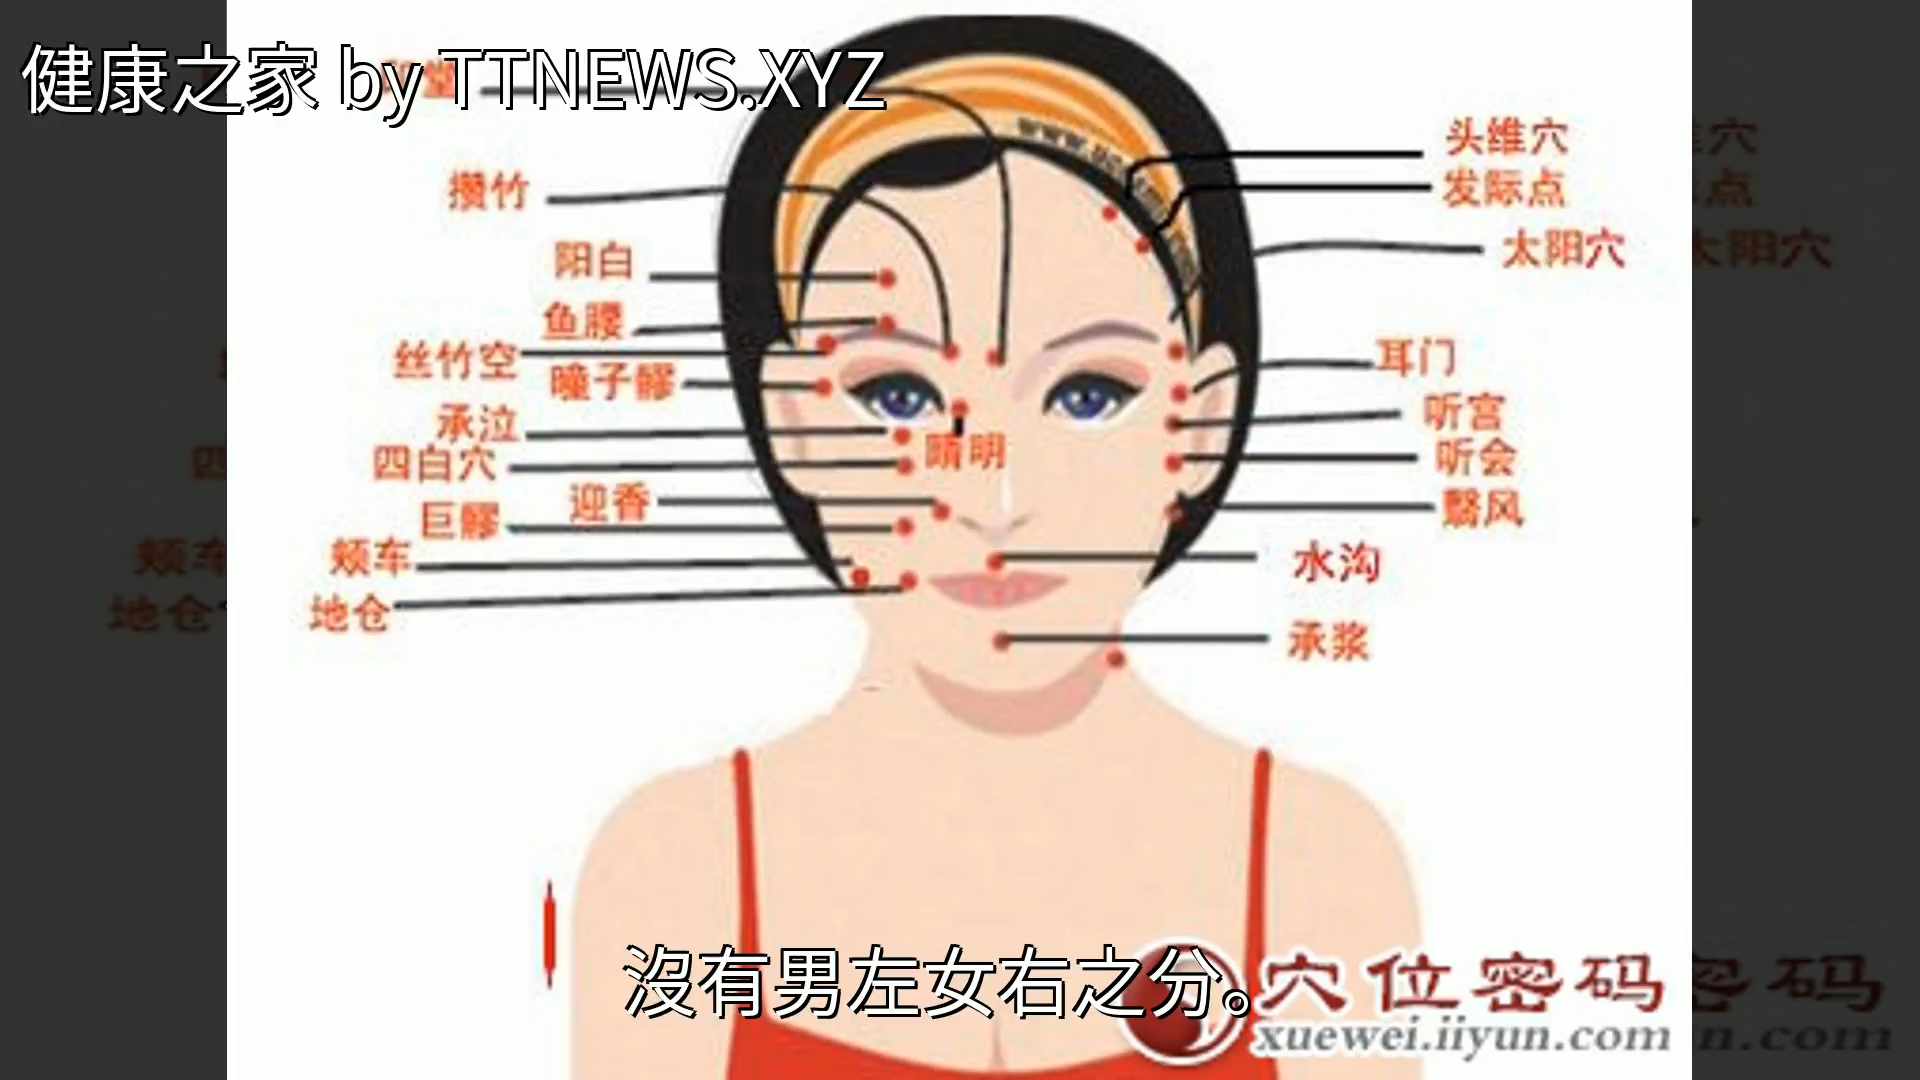 健康之家 by TTNEWS.XYZ
攒竹
阳白
鱼腰
丝竹空
瞳子髎
承泣
四白穴
睛明
迎香
巨髎
颊车
地仓
头维穴
发际点
太阳穴
耳门
听宫
听会
翳风
水沟
承浆
沒有男左女右之分。
穴位密码
xuewei.iiyun.com